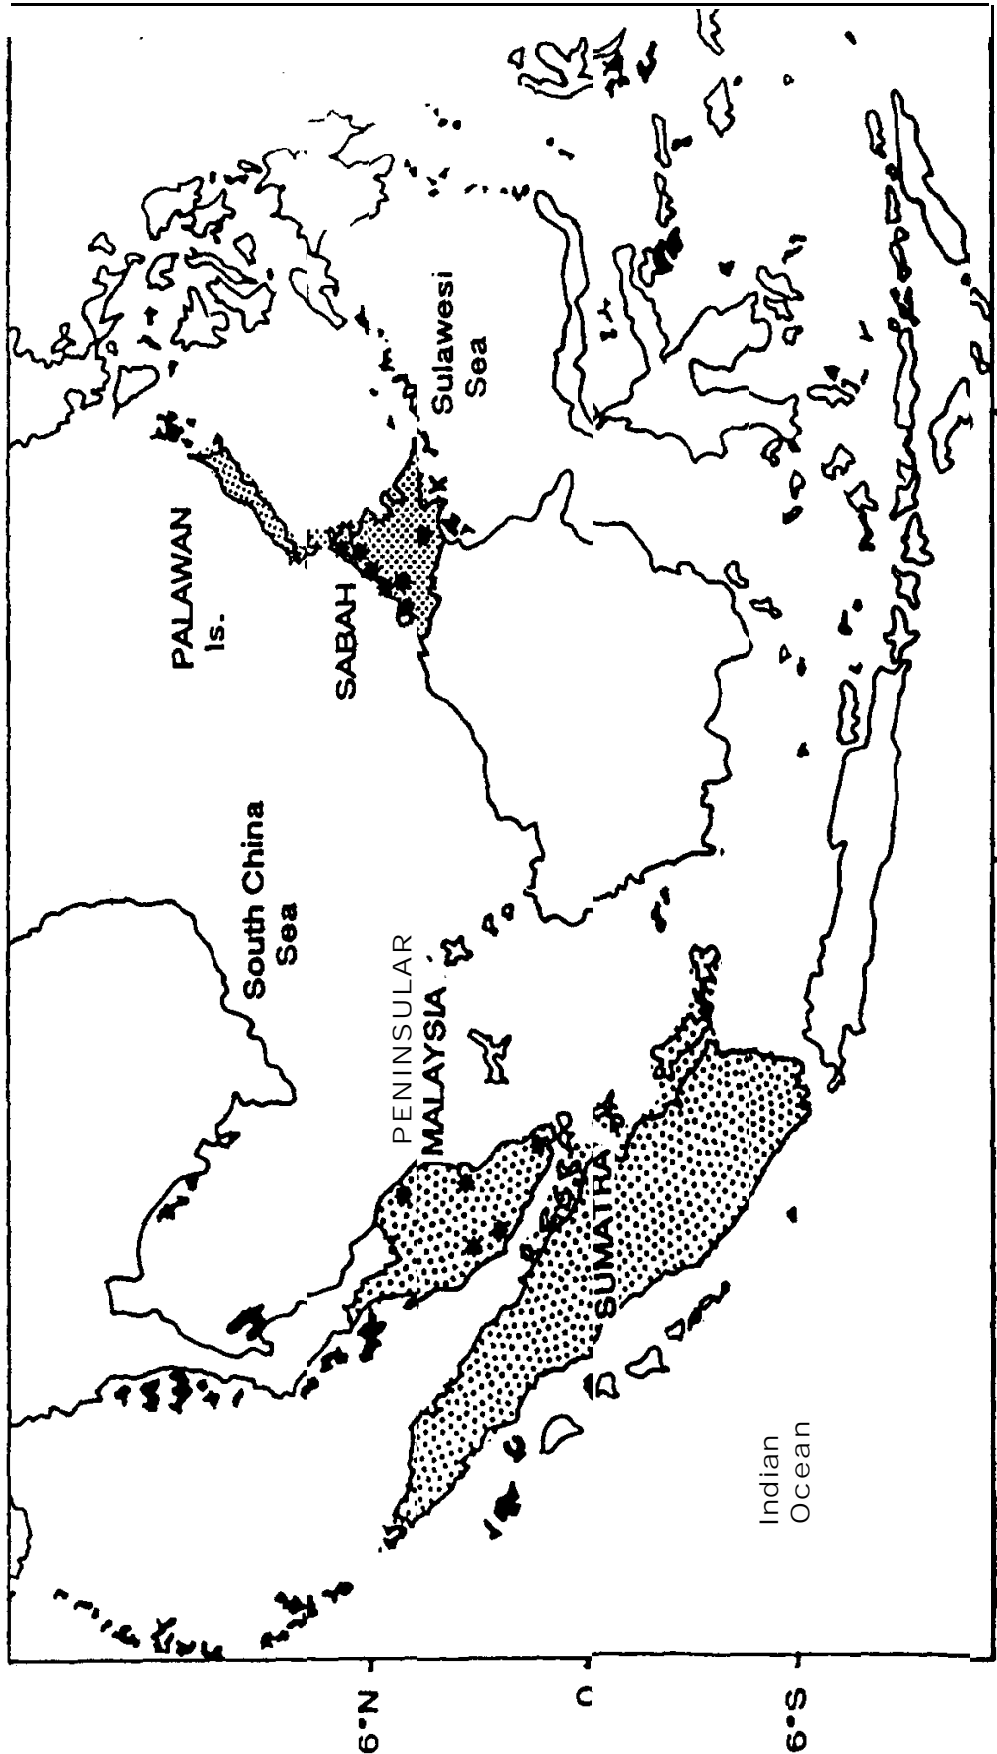 PALAWAN
Is.
SABAH
South China
Sea
Sulawesi
Sea
PENINSULAR
MALAYSIA
SUMATRA
Indian
Ocean
6°N
0
6°S